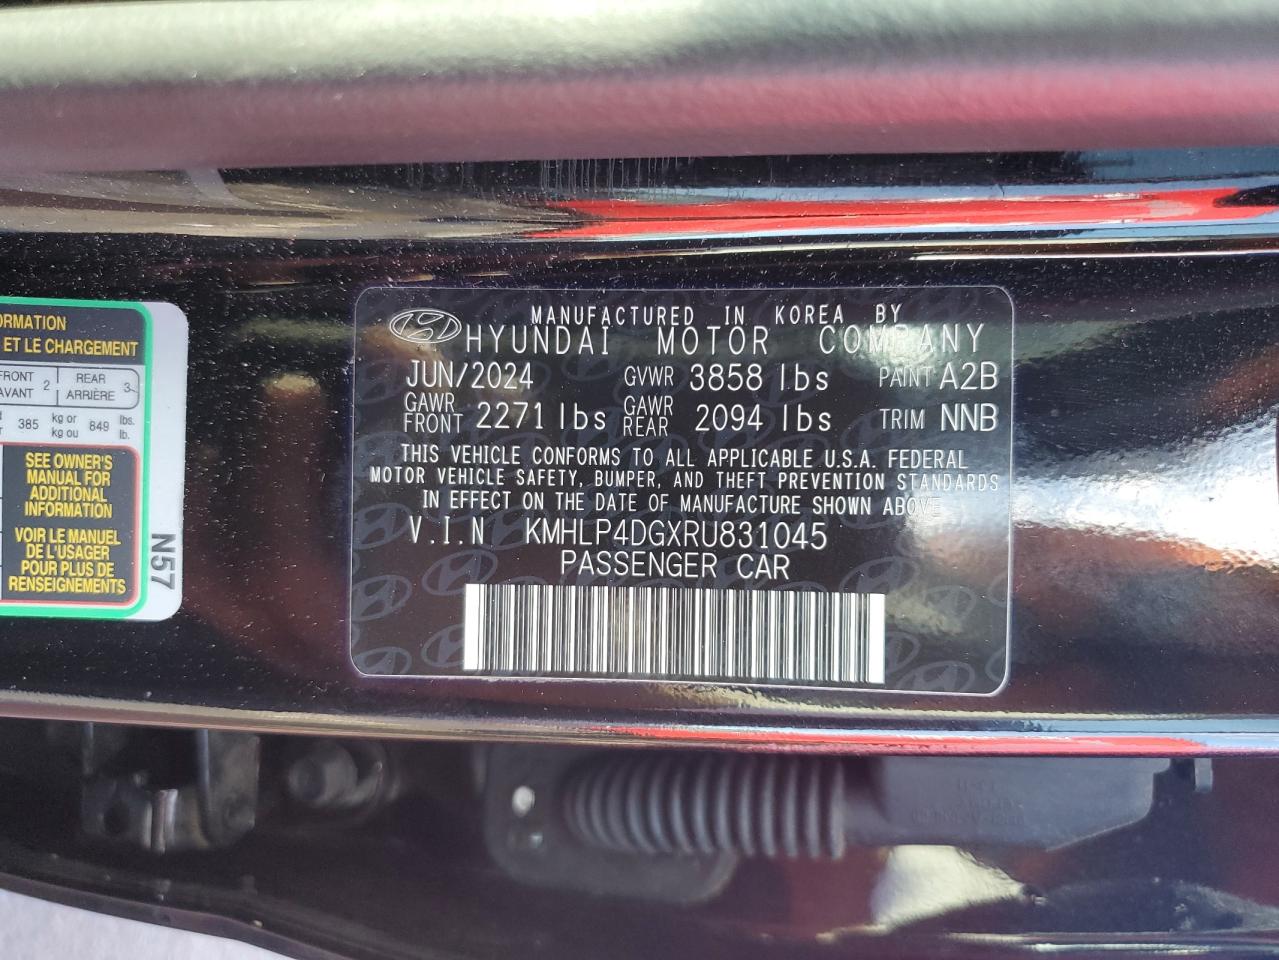 ORMATION
ET LE CHARGEMENT
FRONT 2 REAR 3
AVANT ARRIÈRE
385 kg or 849 lbs.
kg ou lb.
SEE OWNER'S
MANUAL FOR
ADDITIONAL
INFORMATION
VOIR LE MANUEL
DE L'USAGER
POUR PLUS DE
RENSEIGNEMENTS
N57
MANUFACTURED IN KOREA BY
HYUNDAI MOTOR COMPANY
JUN/2024 GVWR 3858 lbs PAINT A2B
GAWR FRONT 2271 lbs GAWR REAR 2094 lbs TRIM NNB
THIS VEHICLE CONFORMS TO ALL APPLICABLE U.S.A. FEDERAL
MOTOR VEHICLE SAFETY, BUMPER, AND THEFT PREVENTION STANDARDS
IN EFFECT ON THE DATE OF MANUFACTURE SHOWN ABOVE
V.I.N KMHLP4DGXRU831045
PASSENGER CAR